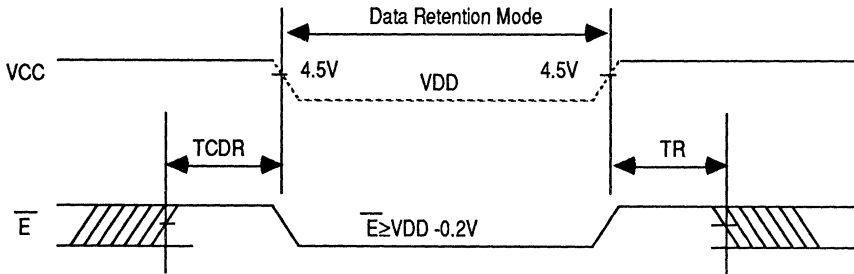 Data Retention Mode
VCC
4.5V
VDD
4.5V
TCDR
TR
E̅
E̅≥VDD -0.2V